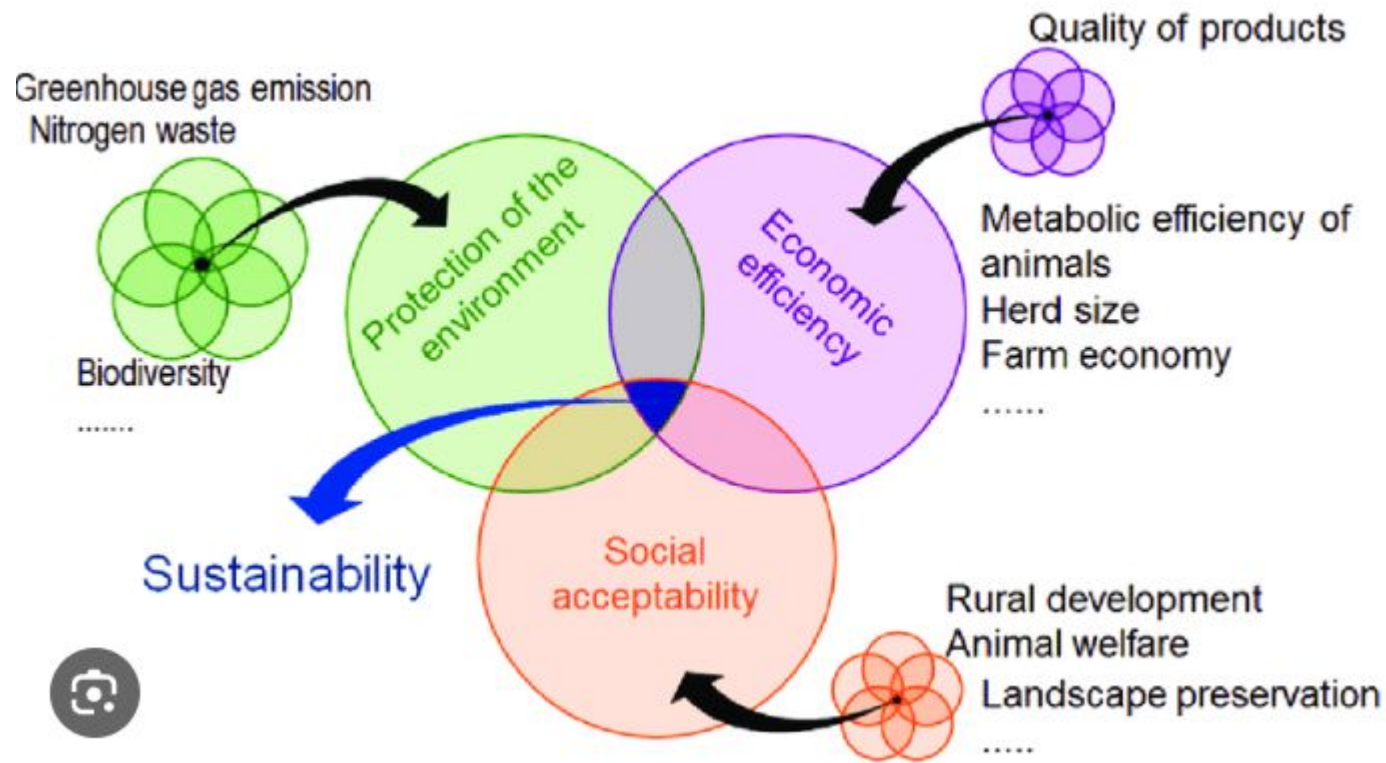 Quality of products
Greenhouse gas emission
Nitrogen waste
Protection of the
environment
Economic
efficiency
Metabolic efficiency of
animals
Herd size
Farm economy
......
Biodiversity
.......
Sustainability
Social
acceptability
Rural development
Animal welfare
Landscape preservation
.....